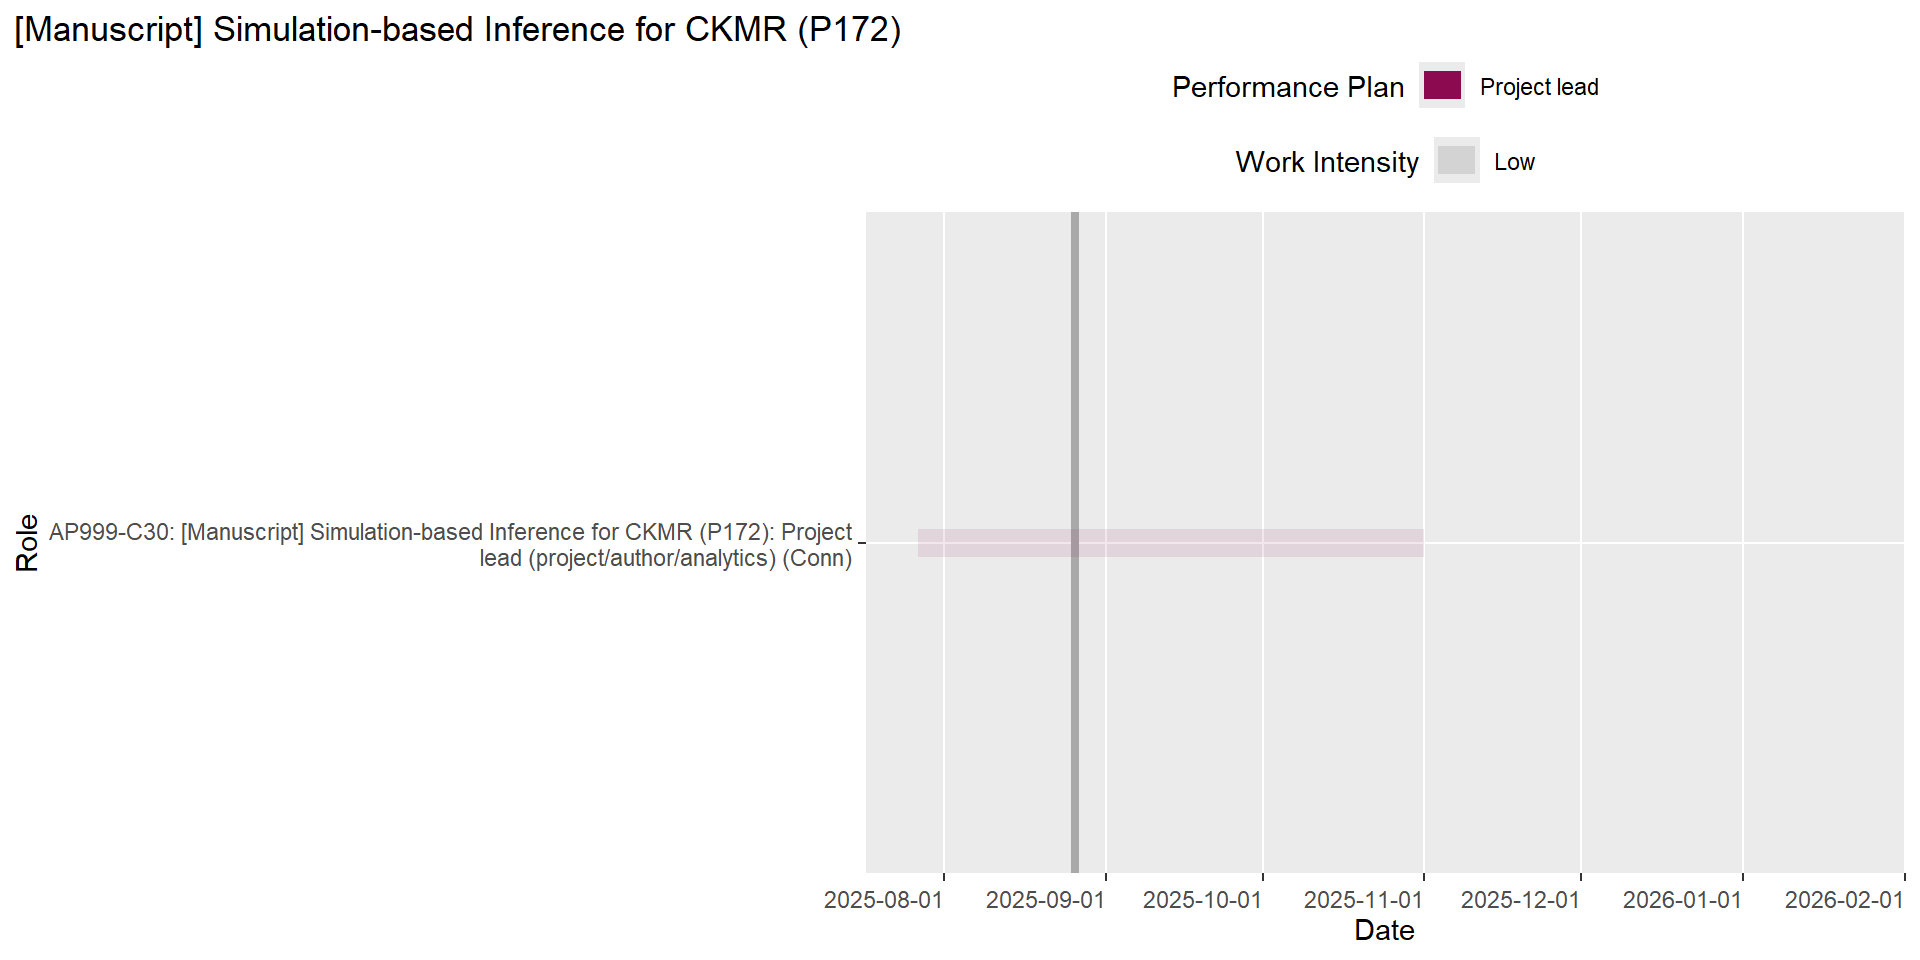 [Manuscript] Simulation-based Inference for CKMR (P172)
Performance Plan
Project lead
Work Intensity
Low
Role
AP999-C30: [Manuscript] Simulation-based Inference for CKMR (P172): Project
lead (project/author/analytics) (Conn)
2025-08-01
2025-09-01
2025-10-01
2025-11-01
2025-12-01
2026-01-01
2026-02-01
Date